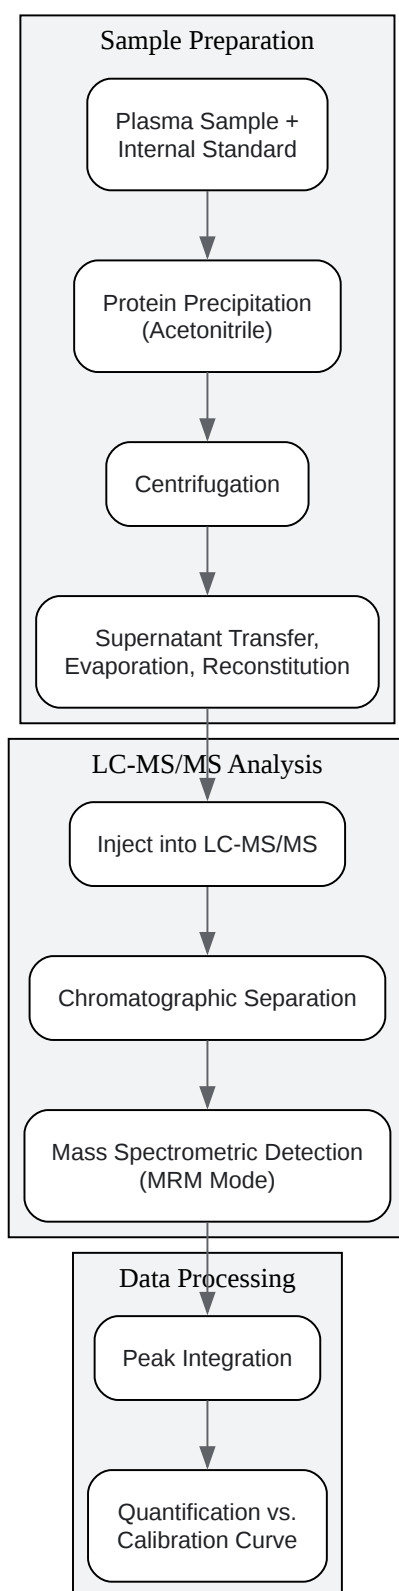 Sample Preparation
Plasma Sample +
Internal Standard
Protein Precipitation
(Acetonitrile)
Centrifugation
Supernatant Transfer,
Evaporation, Reconstitution
LC-MS/MS Analysis
Inject into LC-MS/MS
Chromatographic Separation
Mass Spectrometric Detection
(MRM Mode)
Data Processing
Peak Integration
Quantification vs.
Calibration Curve